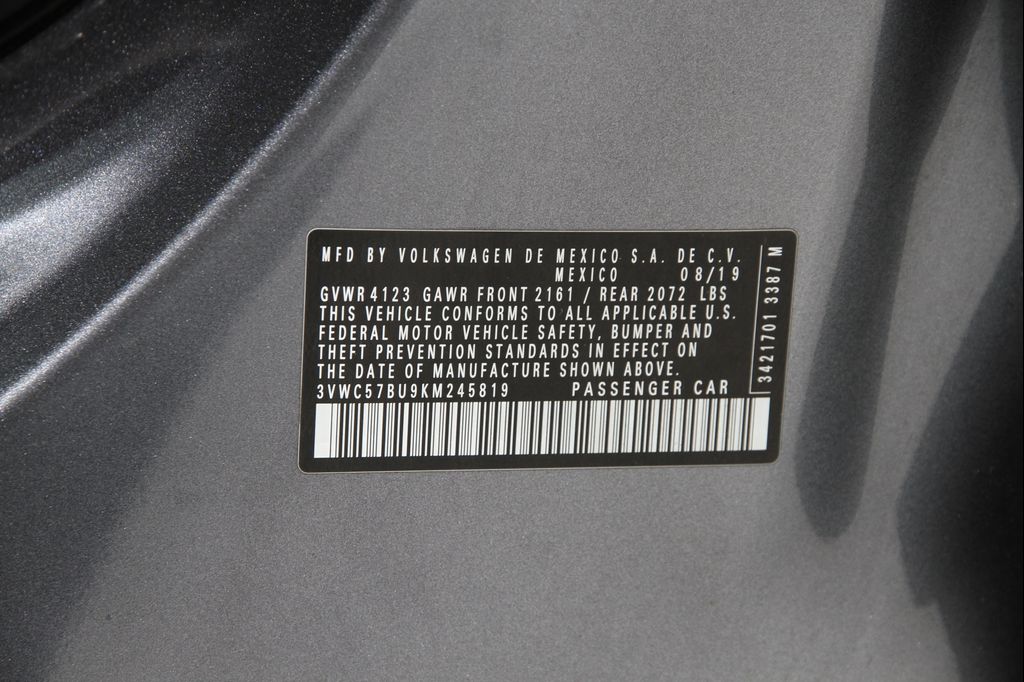 MFD BY VOLKSWAGEN DE MEXICO S.A. DE C.V.
MEXICO 08/19
GVWR 4123 GAWR FRONT 2161 / REAR 2072 LBS
THIS VEHICLE CONFORMS TO ALL APPLICABLE U.S.
FEDERAL MOTOR VEHICLE SAFETY, BUMPER AND
THEFT PREVENTION STANDARDS IN EFFECT ON
THE DATE OF MANUFACTURE SHOWN ABOVE.
3VWC57BU9KM245819 PASSENGER CAR
3421701 3387 M